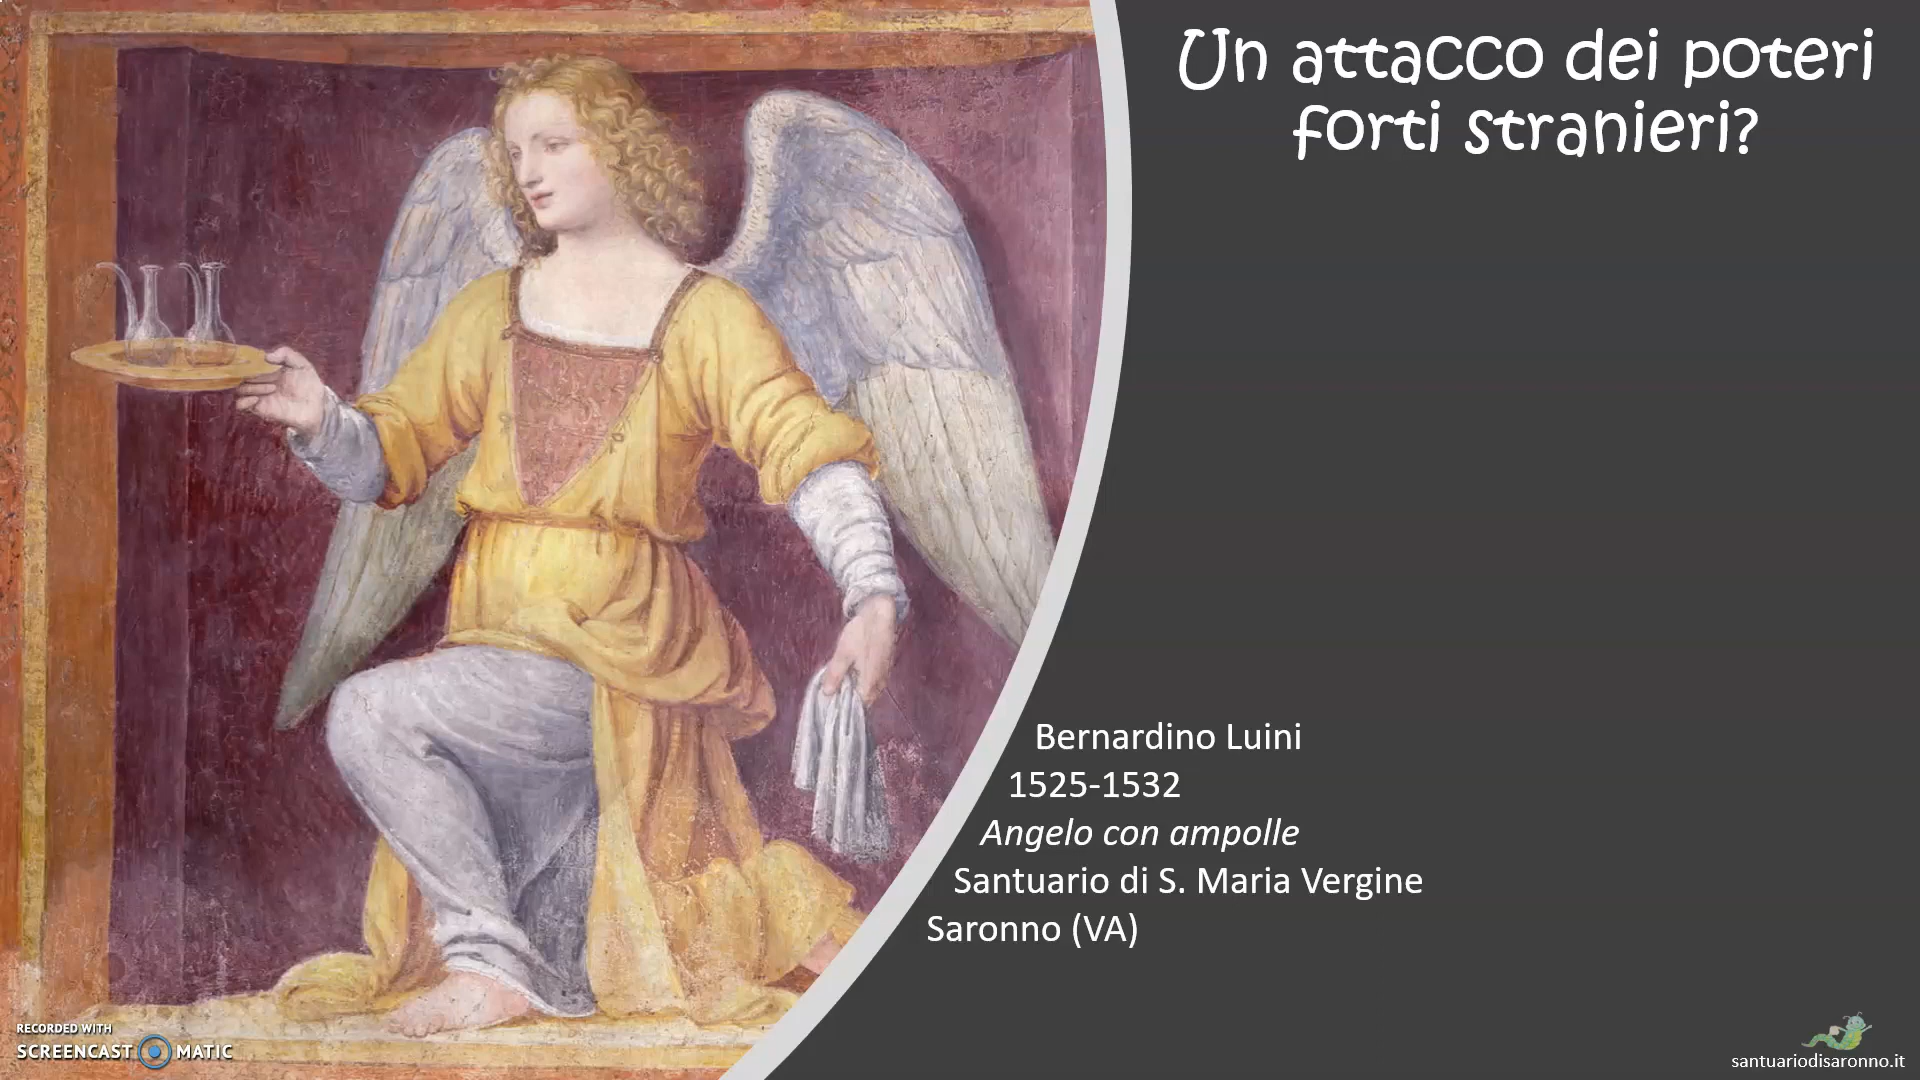 Un attacco dei poteri
forti stranieri?
Bernardino Luini
1525-1532
Angelo con ampolle
Santuario di S. Maria Vergine
Saronno (VA)
RECORDED WITH
SCREENCAST MATIC
santuariodisaronno.it